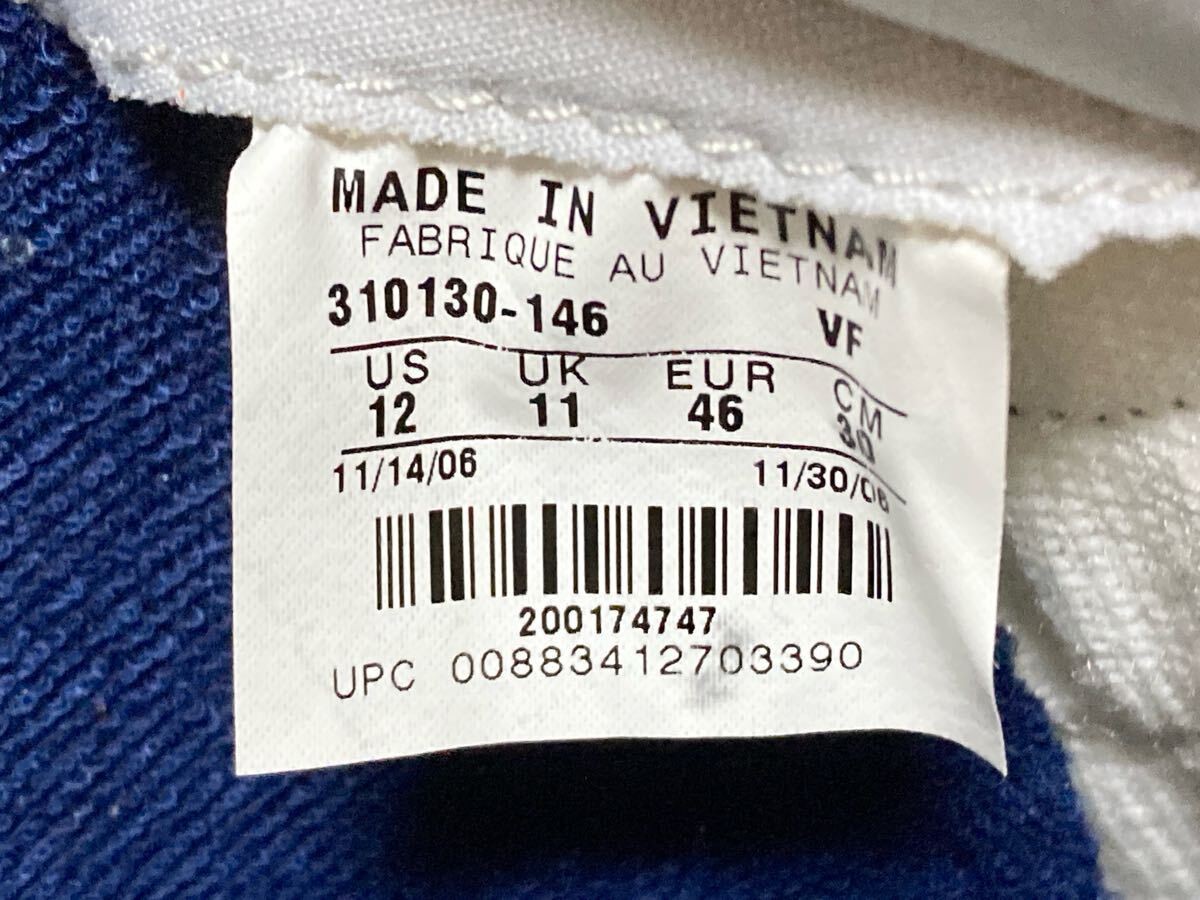 MADE IN VIETNAM
FABRIQUE AU VIETNAM
310130-146 VF
US UK EUR CM
12 11 46 30
11/14/06 11/30/06
200174747
UPC 00883412703390